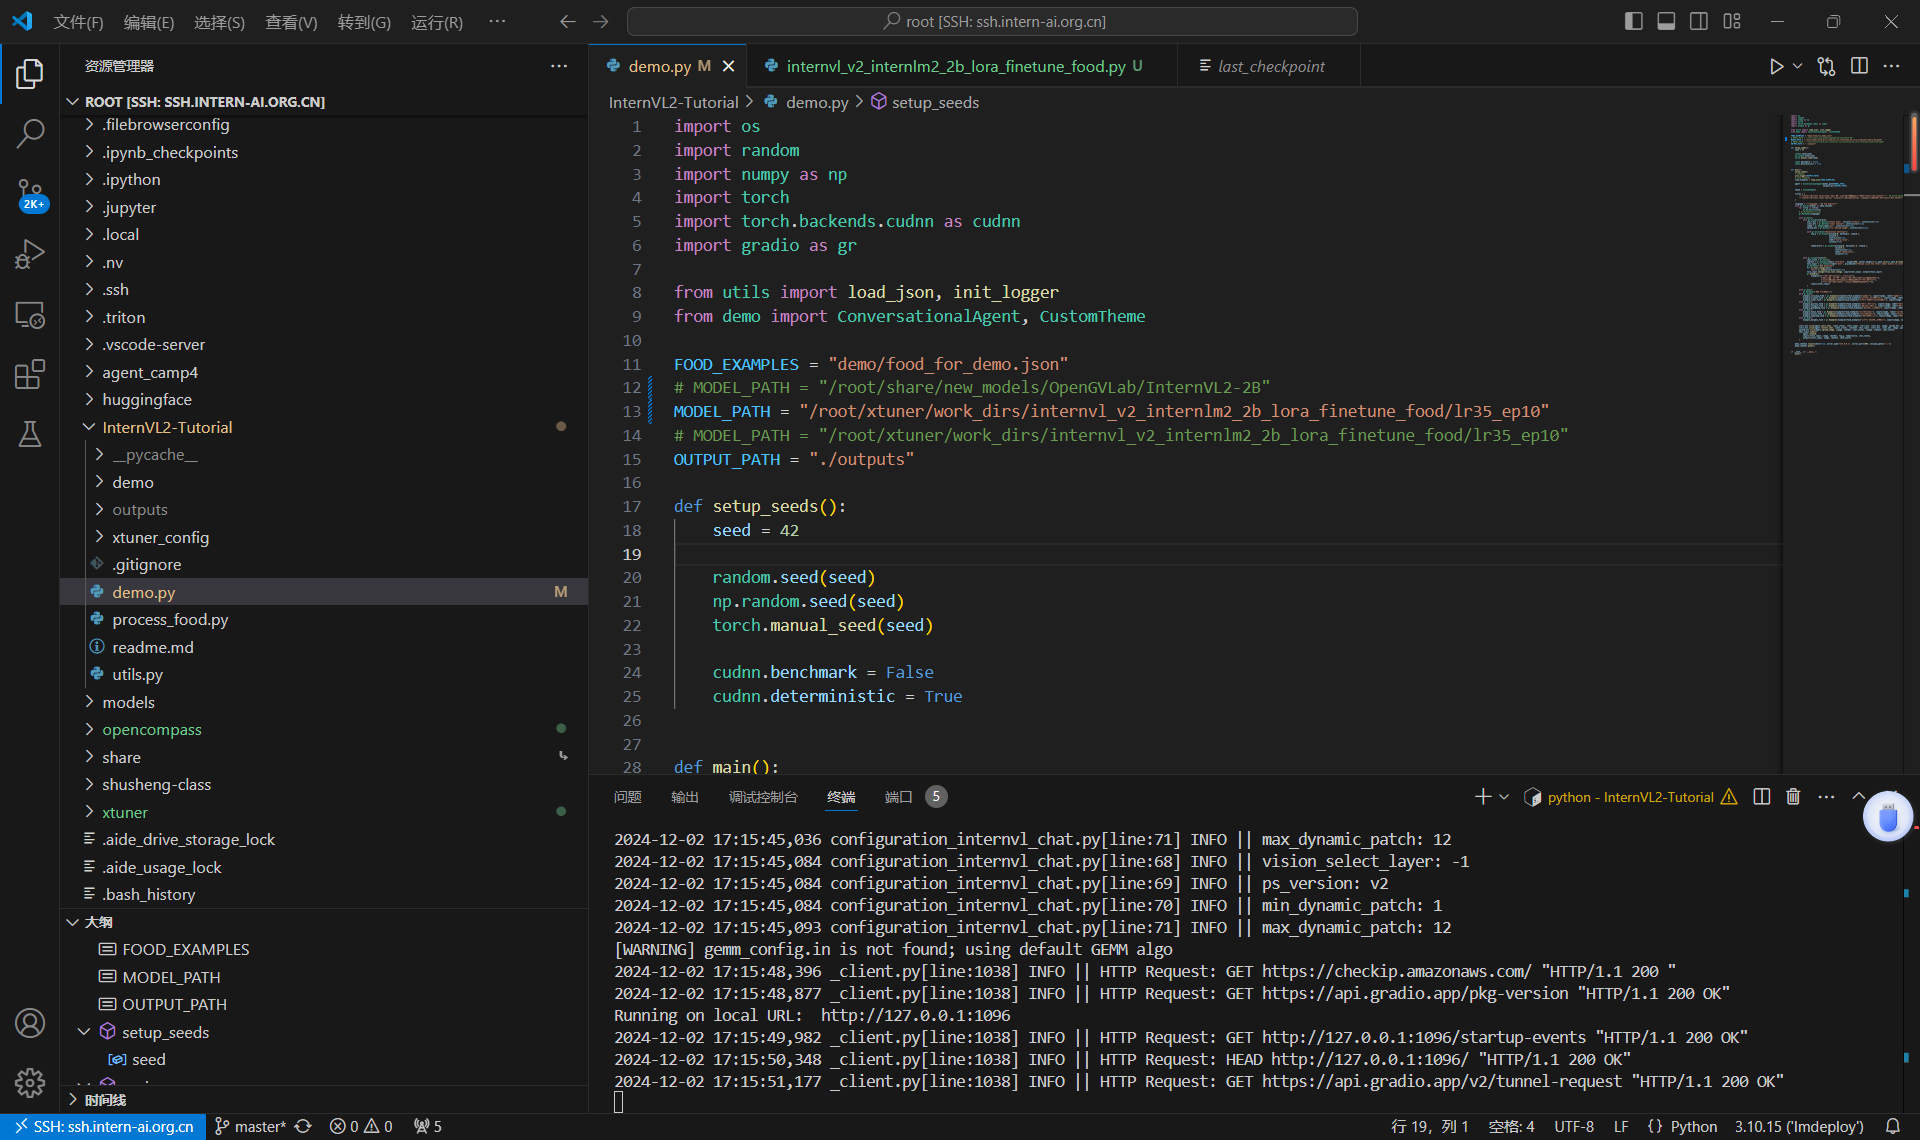 文件(F) 编辑(E) 选择(S) 查看(V) 转到(G) 运行(R) ··· root [SSH: ssh.intern-ai.org.cn]
资源管理器 ···
ROOT [SSH: SSH.INTERN-AI.ORG.CN]
.filebrowserconfig
.ipynb_checkpoints
.ipython
.jupyter
.local
.nv
.ssh
.triton
.vscode-server
agent_camp4
huggingface
InternVL2-Tutorial
__pycache__
demo
outputs
xtuner_config
.gitignore
demo.py M
process_food.py
readme.md
utils.py
models
opencompass
share
shusheng-class
xtuner
.aide_drive_storage_lock
.aide_usage_lock
.bash_history
大纲
FOOD_EXAMPLES
MODEL_PATH
OUTPUT_PATH
setup_seeds
seed
时间线
2K+
demo.py M internvl_v2_internlm2_2b_lora_finetune_food.py U last_checkpoint
InternVL2-Tutorial > demo.py > setup_seeds
1 import os
2 import random
3 import numpy as np
4 import torch
5 import torch.backends.cudnn as cudnn
6 import gradio as gr
7
8 from utils import load_json, init_logger
9 from demo import ConversationalAgent, CustomTheme
10
11 FOOD_EXAMPLES = "demo/food_for_demo.json"
12 # MODEL_PATH = "/root/share/new_models/OpenGVLab/InternVL2-2B"
13 MODEL_PATH = "/root/xtuner/work_dirs/internvl_v2_internlm2_2b_lora_finetune_food/lr35_ep10"
14 # MODEL_PATH = "/root/xtuner/work_dirs/internvl_v2_internlm2_2b_lora_finetune_food/lr35_ep10"
15 OUTPUT_PATH = "./outputs"
16
17 def setup_seeds():
18 seed = 42
19
20 random.seed(seed)
21 np.random.seed(seed)
22 torch.manual_seed(seed)
23
24 cudnn.benchmark = False
25 cudnn.deterministic = True
26
27
28 def main():
问题 输出 调试控制台 终端 端口 5 python - InternVL2-Tutorial
2024-12-02 17:15:45,036 configuration_internvl_chat.py[line:71] INFO || max_dynamic_patch: 12
2024-12-02 17:15:45,084 configuration_internvl_chat.py[line:68] INFO || vision_select_layer: -1
2024-12-02 17:15:45,084 configuration_internvl_chat.py[line:69] INFO || ps_version: v2
2024-12-02 17:15:45,084 configuration_internvl_chat.py[line:70] INFO || min_dynamic_patch: 1
2024-12-02 17:15:45,093 configuration_internvl_chat.py[line:71] INFO || max_dynamic_patch: 12
[WARNING] gemm_config.in is not found; using default GEMM algo
2024-12-02 17:15:48,396 _client.py[line:1038] INFO || HTTP Request: GET https://checkip.amazonaws.com/ "HTTP/1.1 200 "
2024-12-02 17:15:48,877 _client.py[line:1038] INFO || HTTP Request: GET https://api.gradio.app/pkg-version "HTTP/1.1 200 OK"
Running on local URL: http://127.0.0.1:1096
2024-12-02 17:15:49,982 _client.py[line:1038] INFO || HTTP Request: GET http://127.0.0.1:1096/startup-events "HTTP/1.1 200 OK"
2024-12-02 17:15:50,348 _client.py[line:1038] INFO || HTTP Request: HEAD http://127.0.0.1:1096/ "HTTP/1.1 200 OK"
2024-12-02 17:15:51,177 _client.py[line:1038] INFO || HTTP Request: GET https://api.gradio.app/v2/tunnel-request "HTTP/1.1 200 OK"
SSH: ssh.intern-ai.org.cn master* 0 0 5 行 19，列 1 空格: 4 UTF-8 LF {} Python 3.10.15 ('lmdeploy')